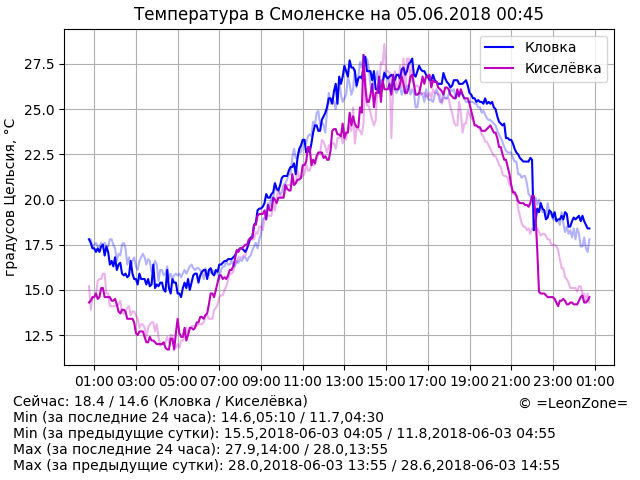 Температура в Смоленске на 05.06.2018 00:45
Кловка
Киселёвка
градусов Цельсия, °C
27.5
25.0
22.5
20.0
17.5
15.0
12.5
01:00 03:00 05:00 07:00 09:00 11:00 13:00 15:00 17:00 19:00 21:00 23:00 01:00
Сейчас: 18.4 / 14.6 (Кловка / Киселёвка)
© =LeonZone=
Min (за последние 24 часа): 14.6,05:10 / 11.7,04:30
Min (за предыдущие сутки): 15.5,2018-06-03 04:05 / 11.8,2018-06-03 04:55
Max (за последние 24 часа): 27.9,14:00 / 28.0,13:55
Max (за предыдущие сутки): 28.0,2018-06-03 13:55 / 28.6,2018-06-03 14:55